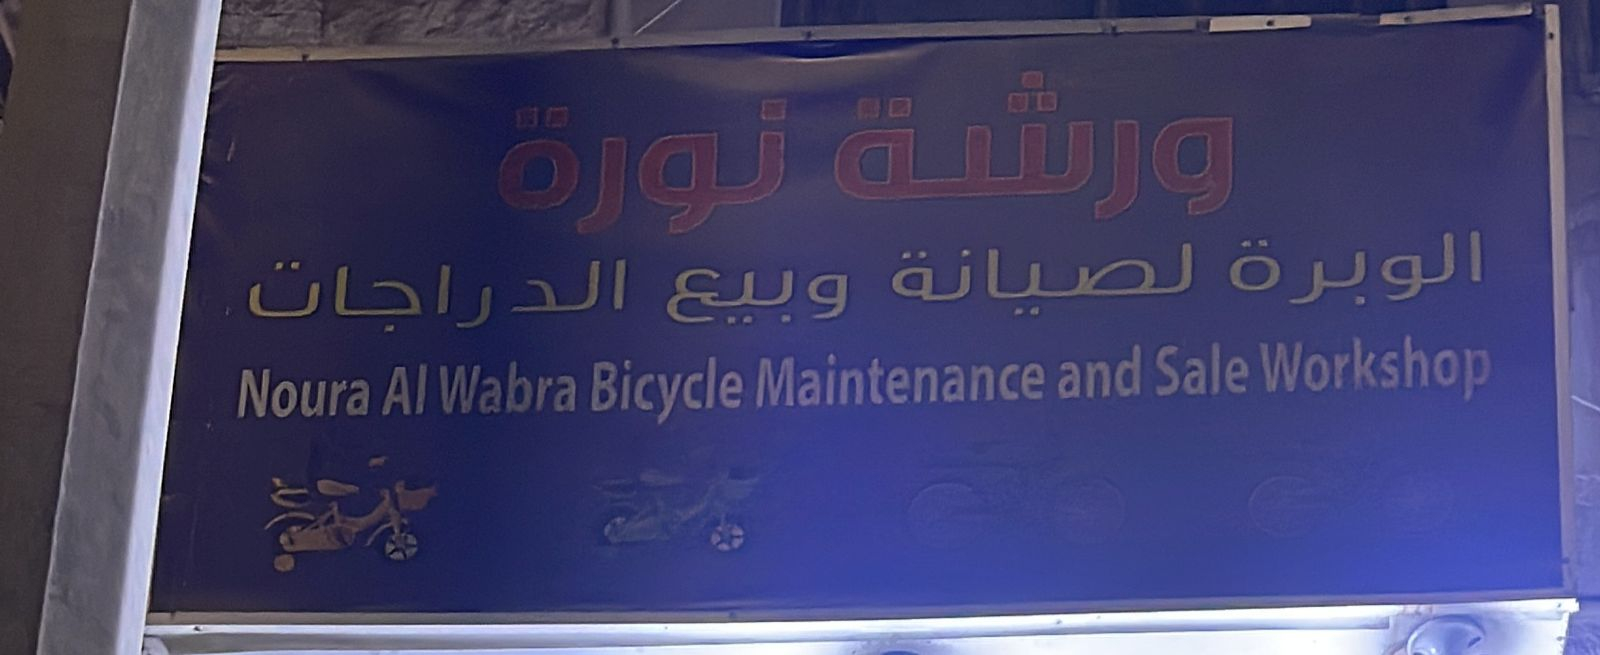 ورشة نورة
الوبرة لصيانة وبيع الدراجات
Noura Al Wabra Bicycle Maintenance and Sale Workshop